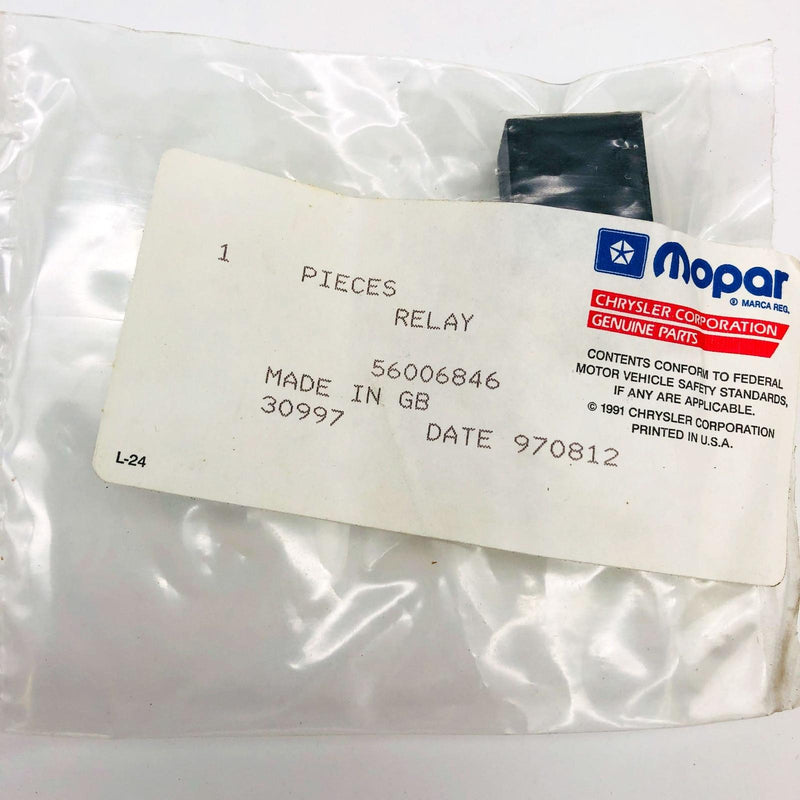 1 PIECES
RELAY
56006846
MADE IN GB
30997
DATE 970812
L-24
Mopar
® MARCA REG.
CHRYSLER CORPORATION
GENUINE PARTS
CONTENTS CONFORM TO FEDERAL
MOTOR VEHICLE SAFETY STANDARDS,
IF ANY ARE APPLICABLE.
© 1991 CHRYSLER CORPORATION
PRINTED IN U.S.A.